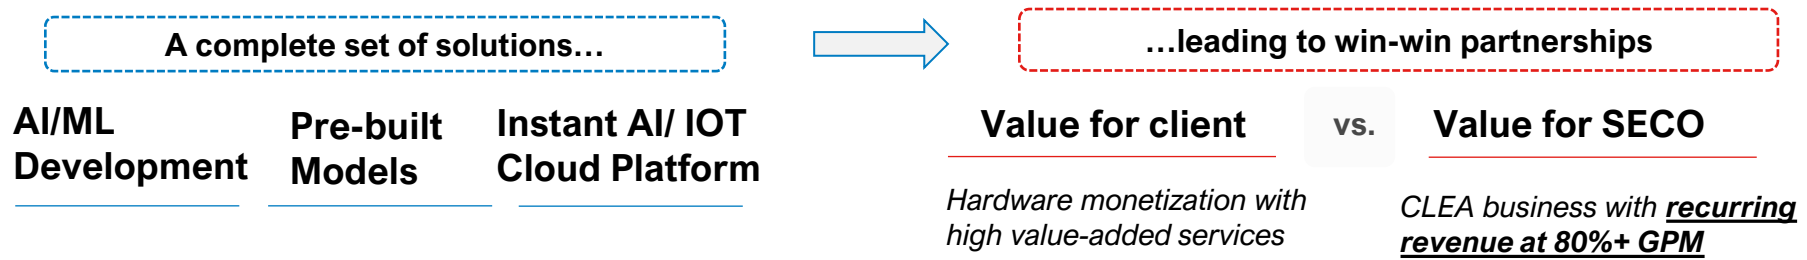 A complete set of solutions…
…leading to win-win partnerships
AI/ML
Development
Pre-built
Models
Instant AI/ IOT
Cloud Platform
Value for client
vs.
Value for SECO
Hardware monetization with
high value-added services
CLEA business with recurring
revenue at 80%+ GPM